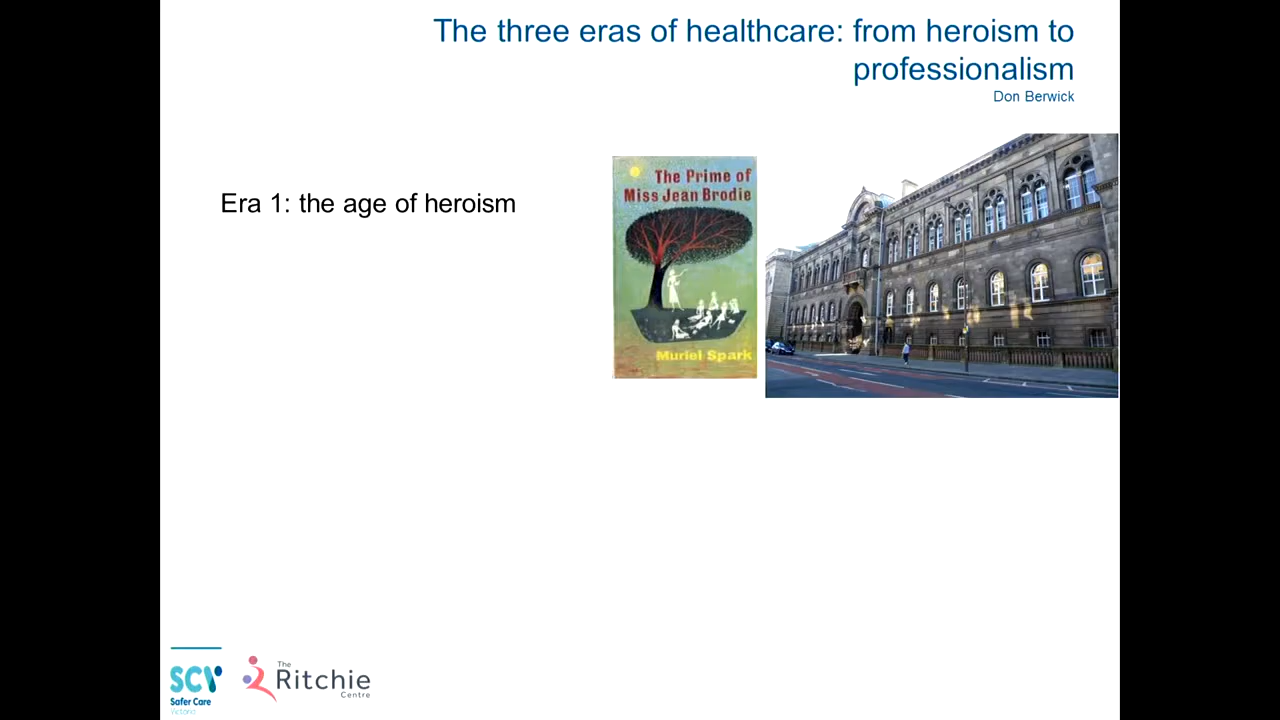 The three eras of healthcare: from heroism to
professionalism
Don Berwick
Era 1: the age of heroism
The Prime of
Miss Jean Brodie
Muriel Spark
SCV
Safer Care
Victoria
The
Ritchie
Centre